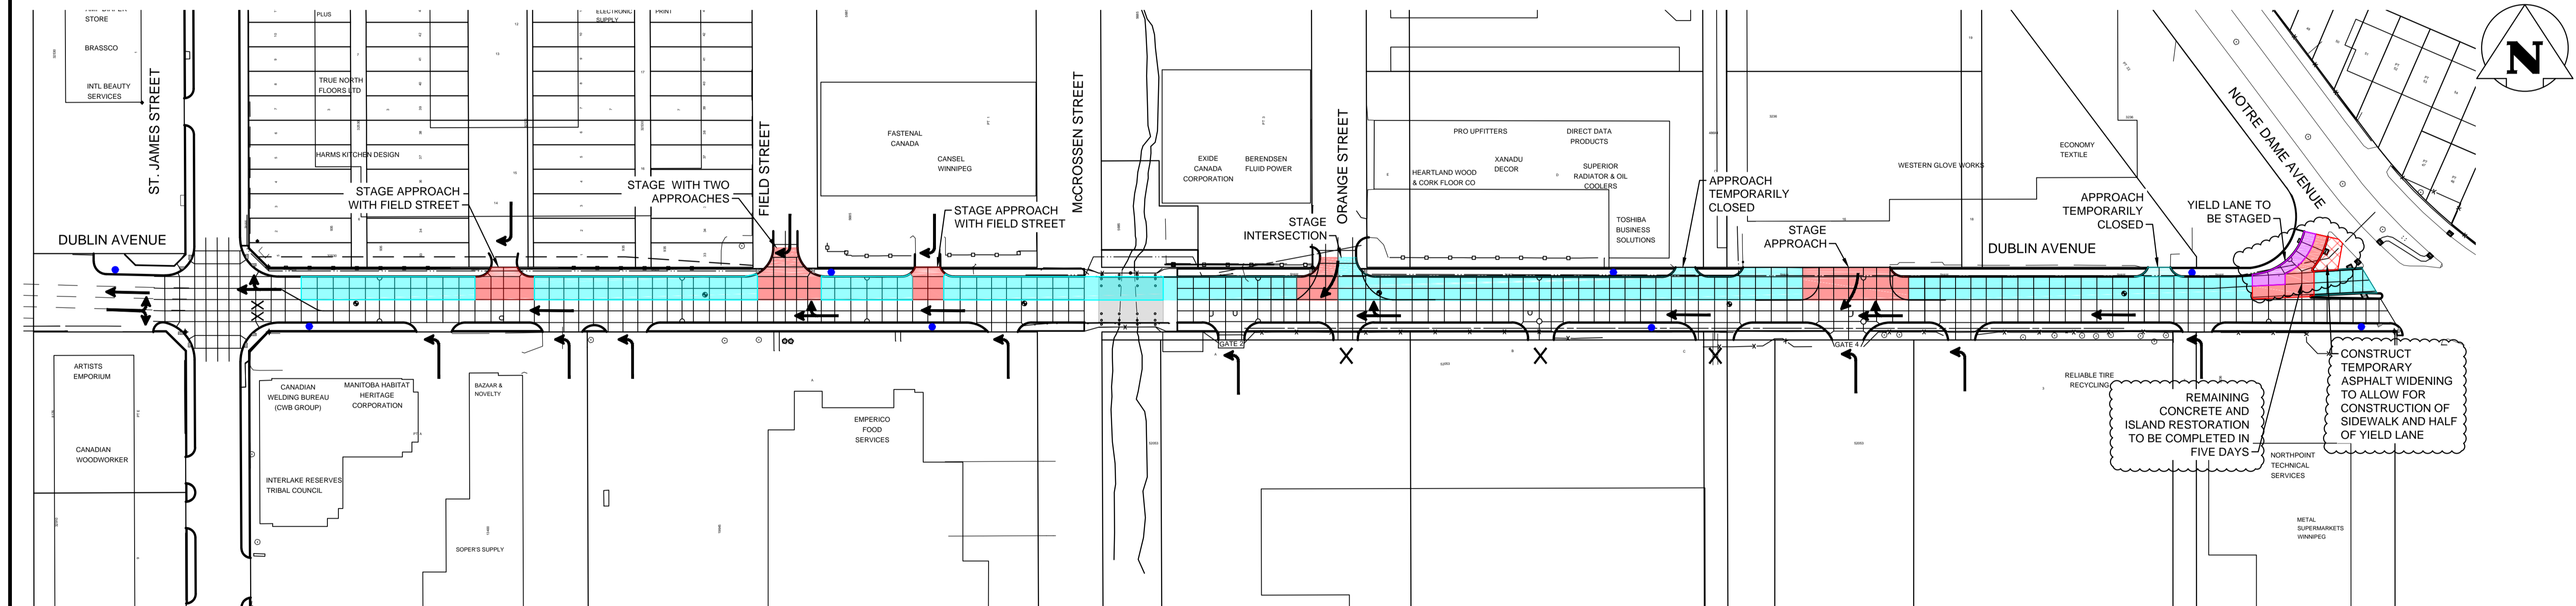 STORE
BRASSCO
INTL BEAUTY
SERVICES
ST. JAMES STREET
DUBLIN AVENUE
PLUS
TRUE NORTH
FLOORS LTD
HARMS KITCHEN DESIGN
STAGE APPROACH
WITH FIELD STREET
ELECTRONIC
SUPPLY
PRINT
STAGE WITH TWO
APPROACHES
FIELD STREET
FASTENAL
CANADA
CANSEL
WINNIPEG
STAGE APPROACH
WITH FIELD STREET
McCROSSEN STREET
EXIDE
CANADA
CORPORATION
BERENDSEN
FLUID POWER
STAGE
INTERSECTION
ORANGE STREET
PRO UPFITTERS
DIRECT DATA
PRODUCTS
HEARTLAND WOOD
& CORK FLOOR CO
XANADU
DECOR
SUPERIOR
RADIATOR & OIL
COOLERS
TOSHIBA
BUSINESS
SOLUTIONS
APPROACH
TEMPORARILY
CLOSED
STAGE
APPROACH
WESTERN GLOVE WORKS
ECONOMY
TEXTILE
DUBLIN AVENUE
APPROACH
TEMPORARILY
CLOSED
YIELD LANE TO
BE STAGED
NOTRE DAME AVENUE
N
ARTISTS
EMPORIUM
CANADIAN
WOODWORKER
CANADIAN
WELDING BUREAU
(CWB GROUP)
MANITOBA HABITAT
HERITAGE
CORPORATION
INTERLAKE RESERVES
TRIBAL COUNCIL
BAZAAR &
NOVELTY
SOPER'S SUPPLY
EMPERICO
FOOD
SERVICES
GATE 2
GATE 4
RELIABLE TIRE
RECYCLING
REMAINING
CONCRETE AND
ISLAND RESTORATION
TO BE COMPLETED IN
FIVE DAYS
CONSTRUCT
TEMPORARY
ASPHALT WIDENING
TO ALLOW FOR
CONSTRUCTION OF
SIDEWALK AND HALF
OF YIELD LANE
NORTHPOINT
TECHNICAL
SERVICES
METAL
SUPERMARKETS
WINNIPEG